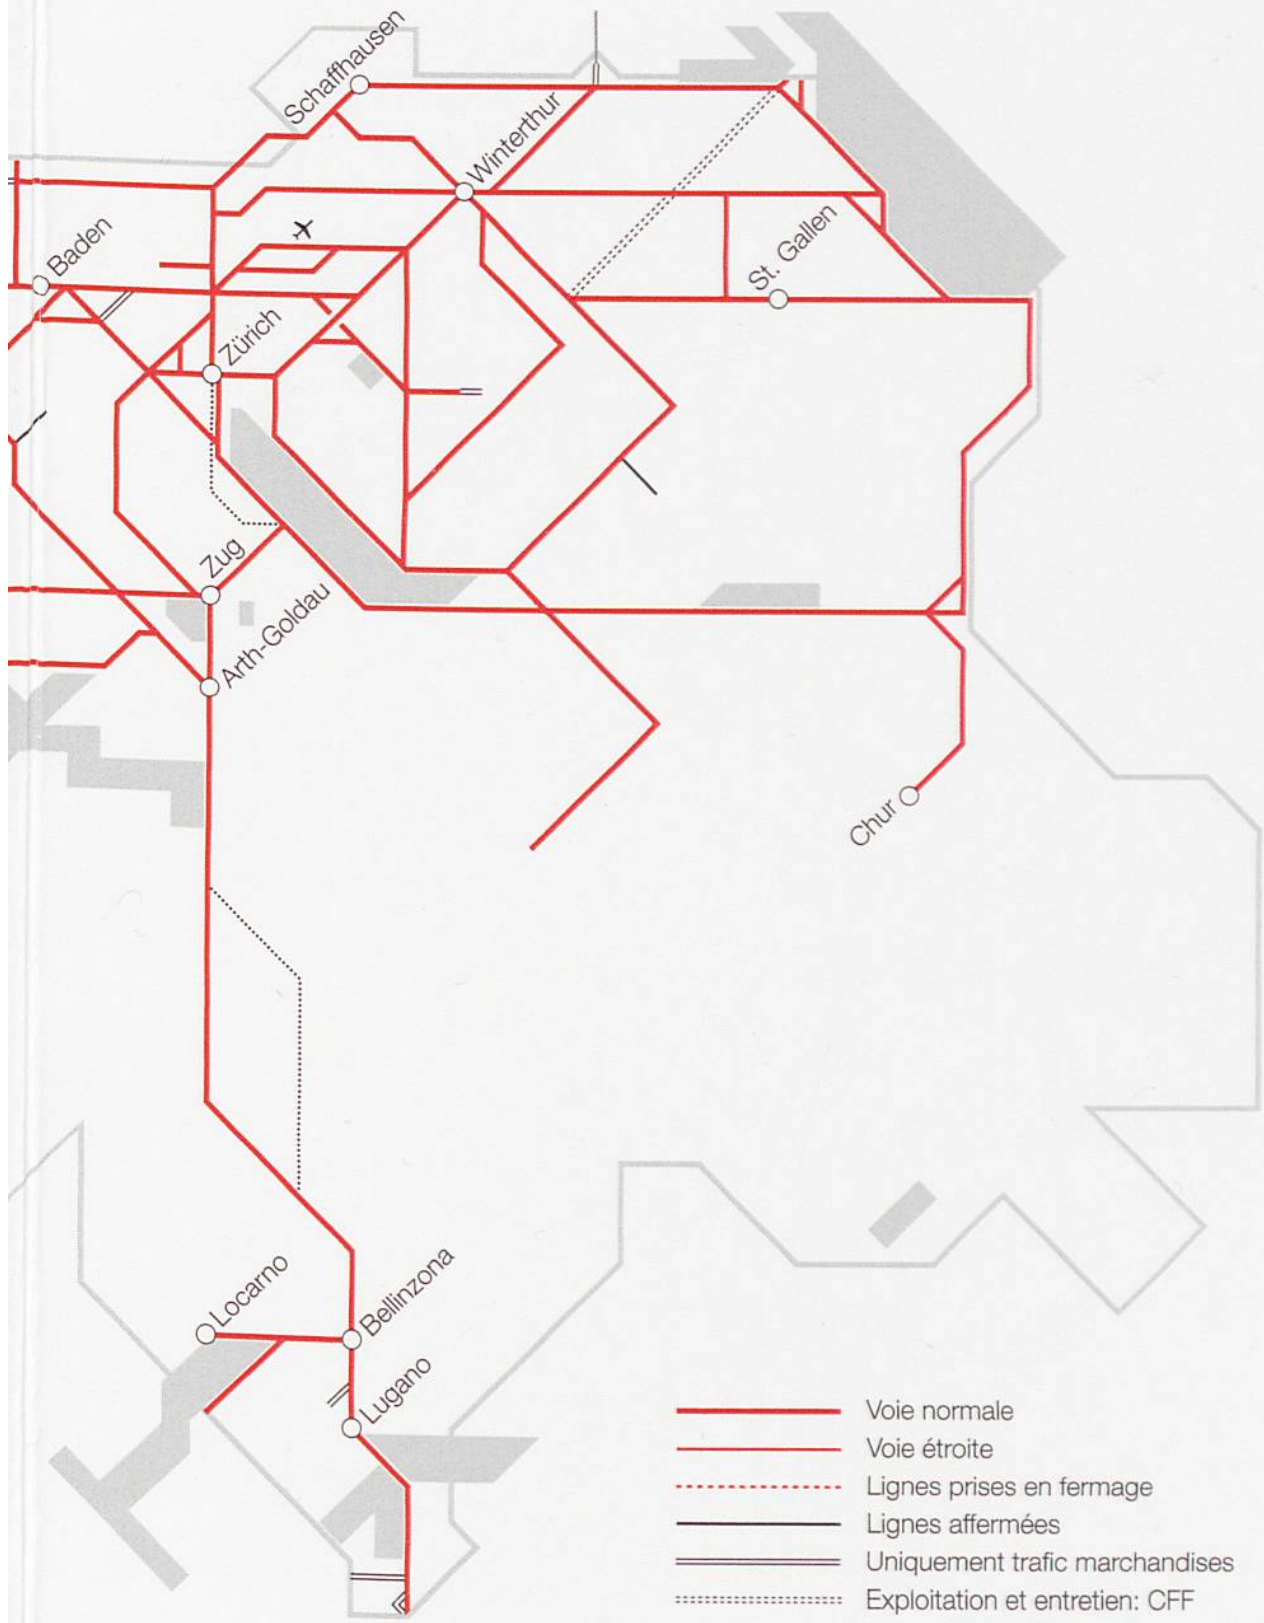 Schaffhausen
Winterthur
Baden
St. Gallen
Zürich
Zug
Arth-Goldau
Chur
Locarno
Bellinzona
Lugano
Voie normale
Voie étroite
Lignes prises en fermage
Lignes affermées
Uniquement trafic marchandises
Exploitation et entretien: CFF